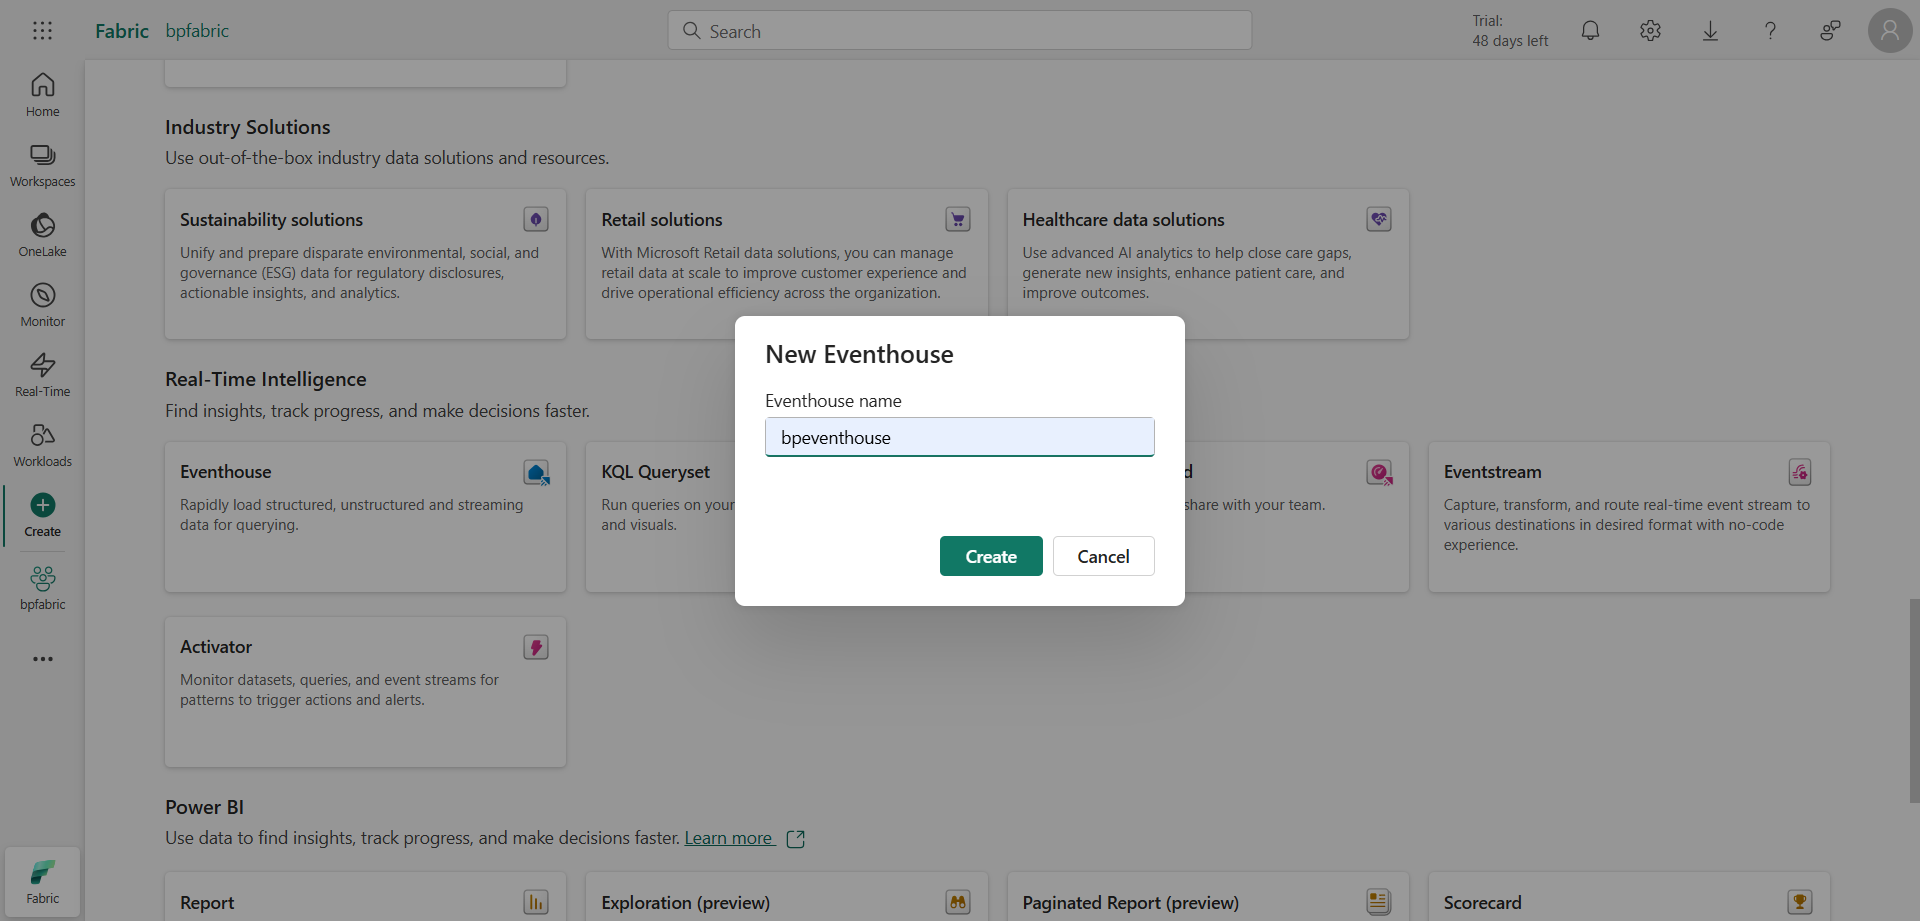 Fabric bpfabric
Search
Trial:
48 days left
Home
Workspaces
OneLake
Monitor
Real-Time
Workloads
Create
bpfabric
Fabric
Industry Solutions
Use out-of-the-box industry data solutions and resources.
Sustainability solutions
Unify and prepare disparate environmental, social, and
governance (ESG) data for regulatory disclosures,
actionable insights, and analytics.
Retail solutions
With Microsoft Retail data solutions, you can manage
retail data at scale to improve customer experience and
drive operational efficiency across the organization.
Healthcare data solutions
Use advanced AI analytics to help close care gaps,
generate new insights, enhance patient care, and
improve outcomes.
Real-Time Intelligence
Find insights, track progress, and make decisions faster.
Eventhouse
Rapidly load structured, unstructured and streaming
data for querying.
KQL Queryset
Run queries on your
and visuals.
d
share with your team.
Eventstream
Capture, transform, and route real-time event stream to
various destinations in desired format with no-code
experience.
Activator
Monitor datasets, queries, and event streams for
patterns to trigger actions and alerts.
New Eventhouse
Eventhouse name
bpeventhouse
Create
Cancel
Power BI
Use data to find insights, track progress, and make decisions faster. Learn more
Report
Exploration (preview)
Paginated Report (preview)
Scorecard